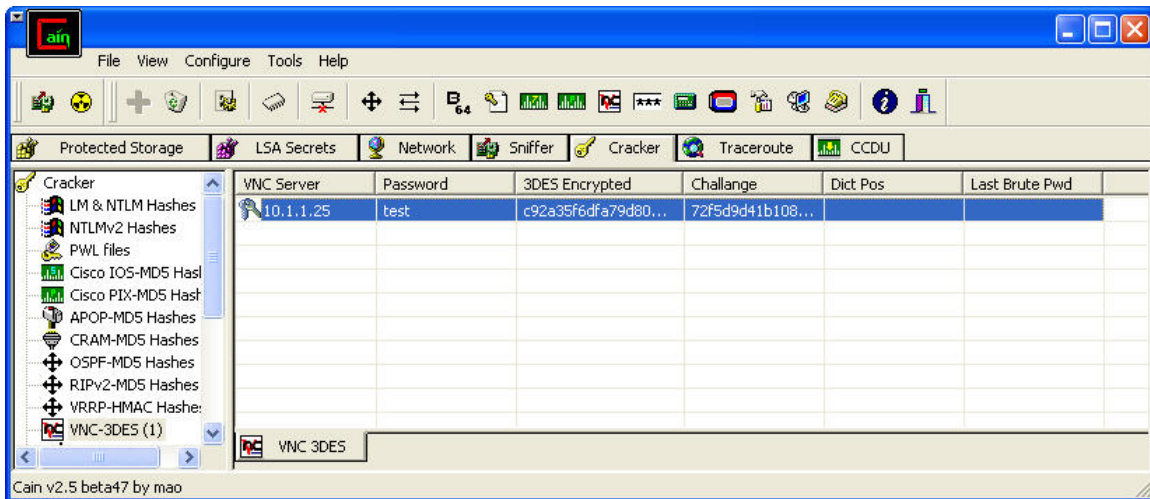 Cain
File View Configure Tools Help
B64
***
Protected Storage LSA Secrets Network Sniffer Cracker Traceroute CCDU
Cracker
LM & NTLM Hashes
NTLMv2 Hashes
PWL files
Cisco IOS-MD5 Hasl
Cisco PIX-MD5 Hash
APOP-MD5 Hashes
CRAM-MD5 Hashes
OSPF-MD5 Hashes
RIPv2-MD5 Hashes
VRRP-HMAC Hashes
VNC-3DES (1)
VNC Server Password 3DES Encrypted Challange Dict Pos Last Brute Pwd
10.1.1.25 test c92a35f6dfa79d80... 72f5d9d41b108...
VNC 3DES
Cain v2.5 beta47 by mao